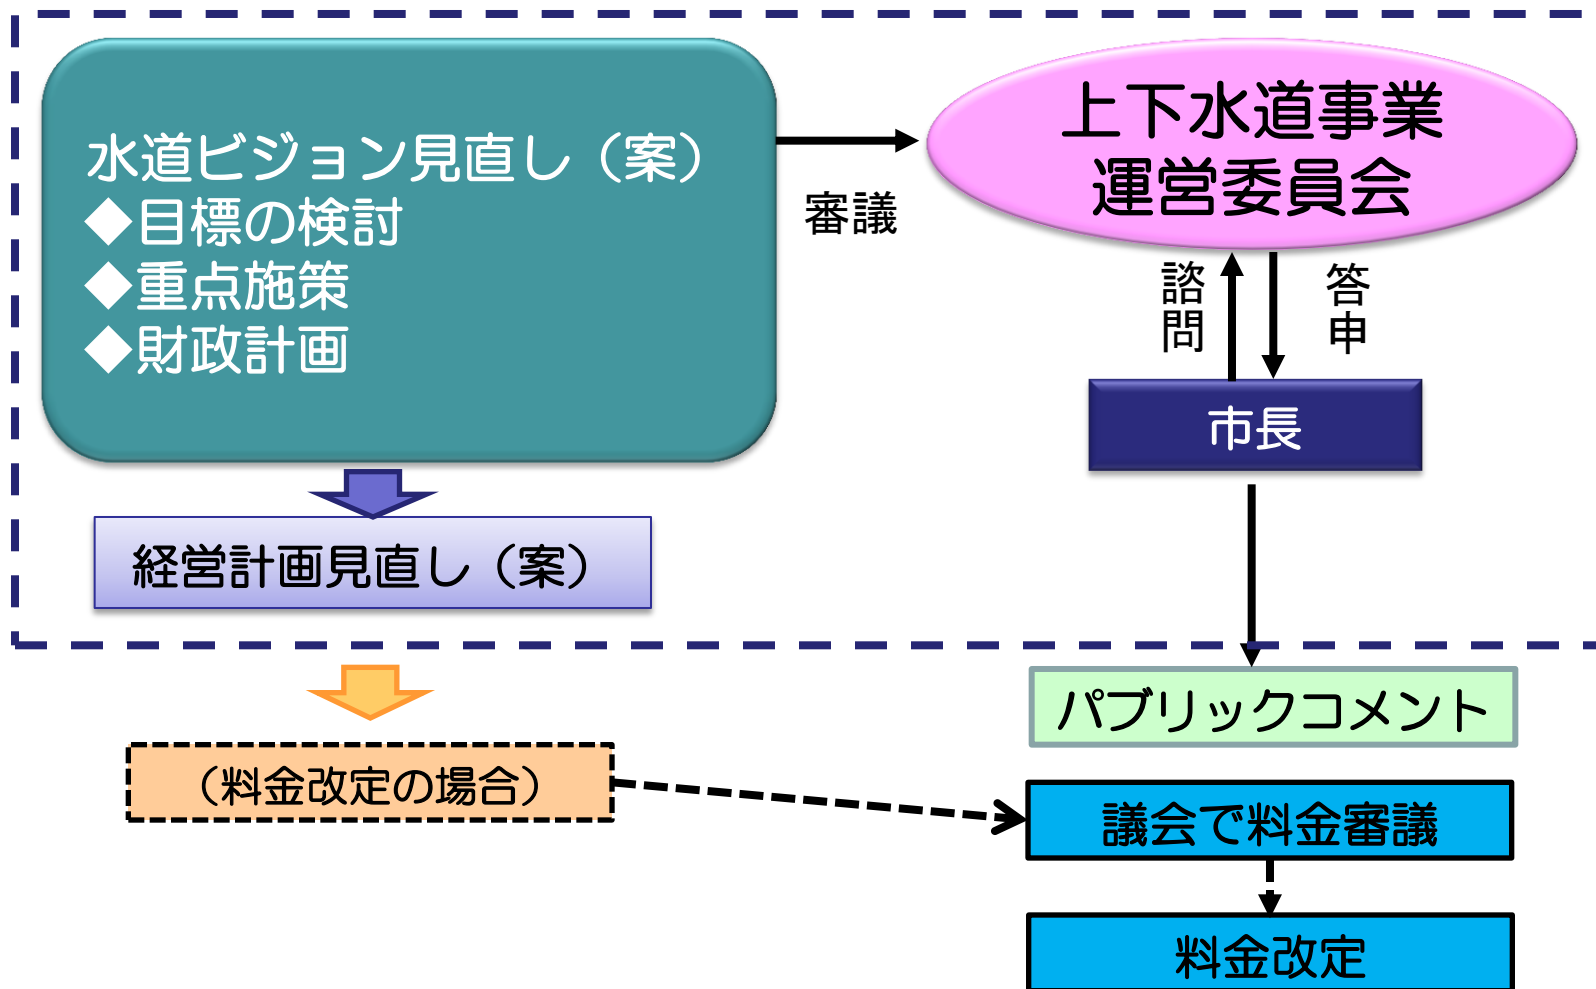 水道ビジョン見直し（案）
◆目標の検討
◆重点施策
◆財政計画
審議
上下水道事業
運営委員会
諮問
答申
市長
経営計画見直し（案）
パブリックコメント
（料金改定の場合）
議会で料金審議
料金改定